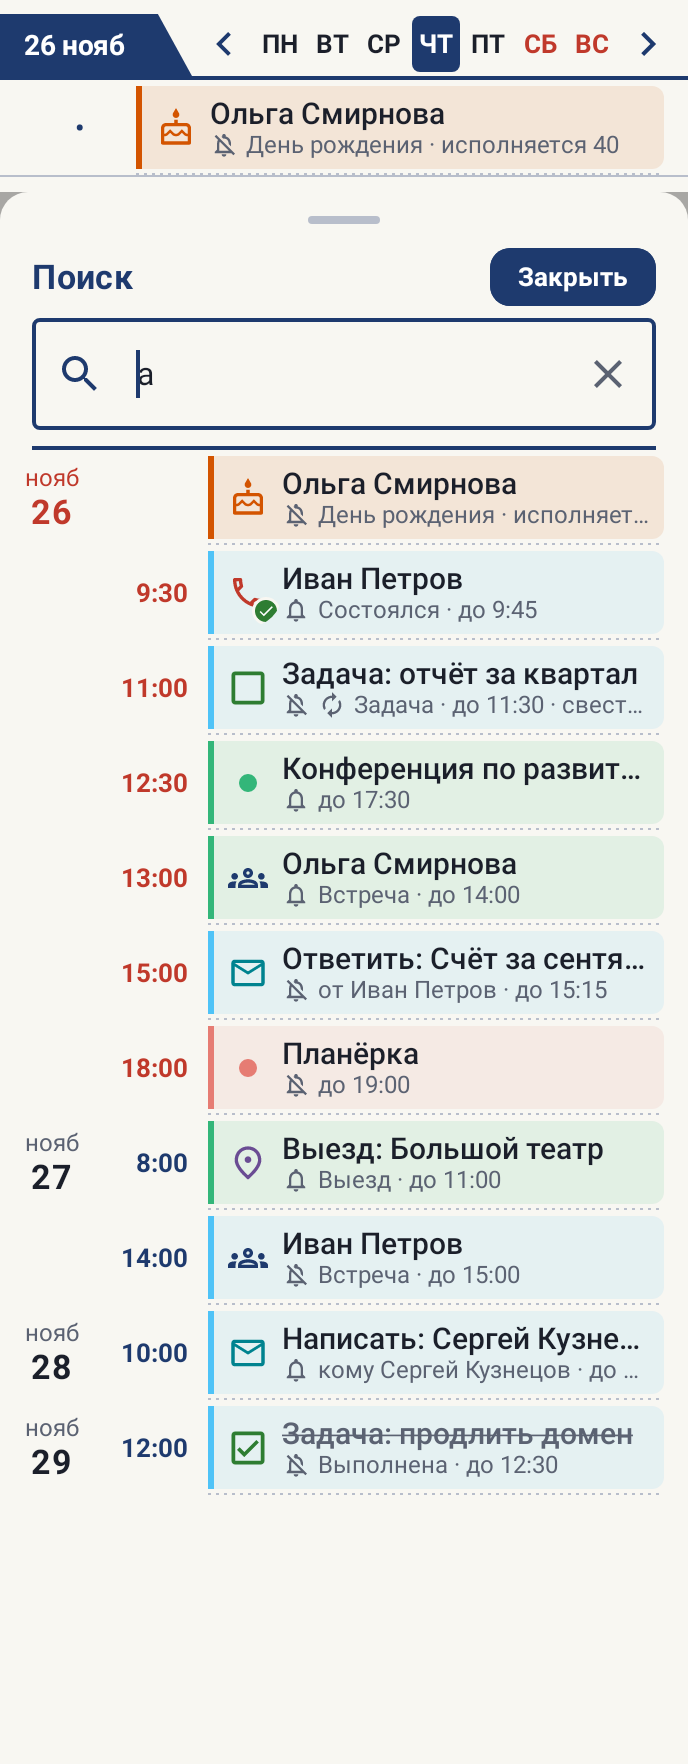 26 нояб
ПН ВТ СР ЧТ ПТ СБ ВС
Ольга Смирнова
День рождения · исполняется 40
Поиск
Закрыть
а
нояб
26
Ольга Смирнова
День рождения · исполняет...
9:30
Иван Петров
Состоялся · до 9:45
11:00
Задача: отчёт за квартал
Задача · до 11:30 · свест...
12:30
Конференция по развит...
до 17:30
13:00
Ольга Смирнова
Встреча · до 14:00
15:00
Ответить: Счёт за сентя...
от Иван Петров · до 15:15
18:00
Планёрка
до 19:00
нояб
27
8:00
Выезд: Большой театр
Выезд · до 11:00
14:00
Иван Петров
Встреча · до 15:00
нояб
28
10:00
Написать: Сергей Кузне...
кому Сергей Кузнецов · до ...
нояб
29
12:00
Задача: продлить домен
Выполнена · до 12:30